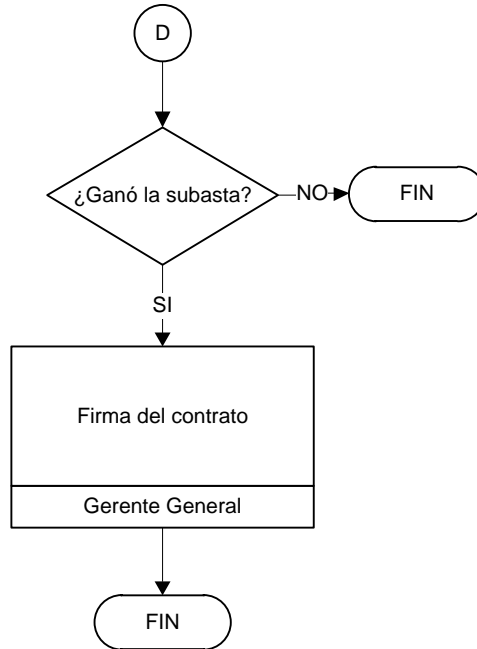 D
¿Ganó la subasta?
NO
FIN
SI
Firma del contrato
Gerente General
FIN